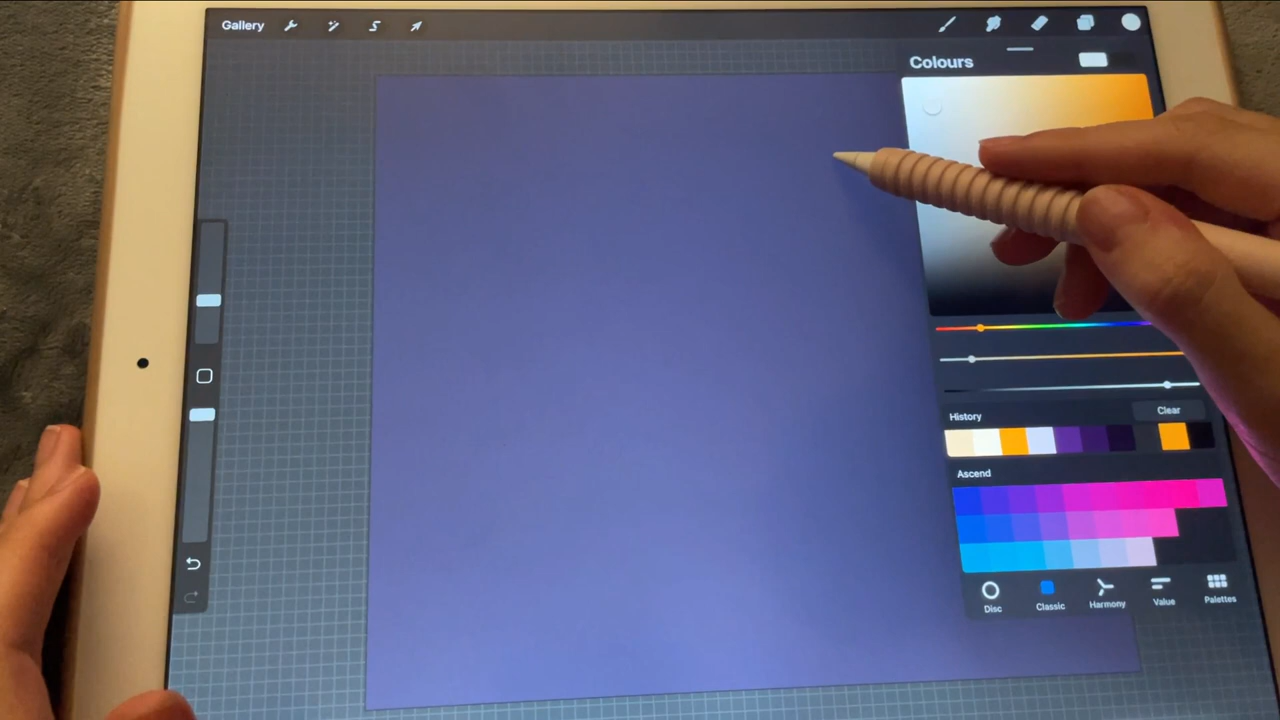 Gallery
Colours
History
Clear
Ascend
Disc
Classic
Harmony
Value
Palettes